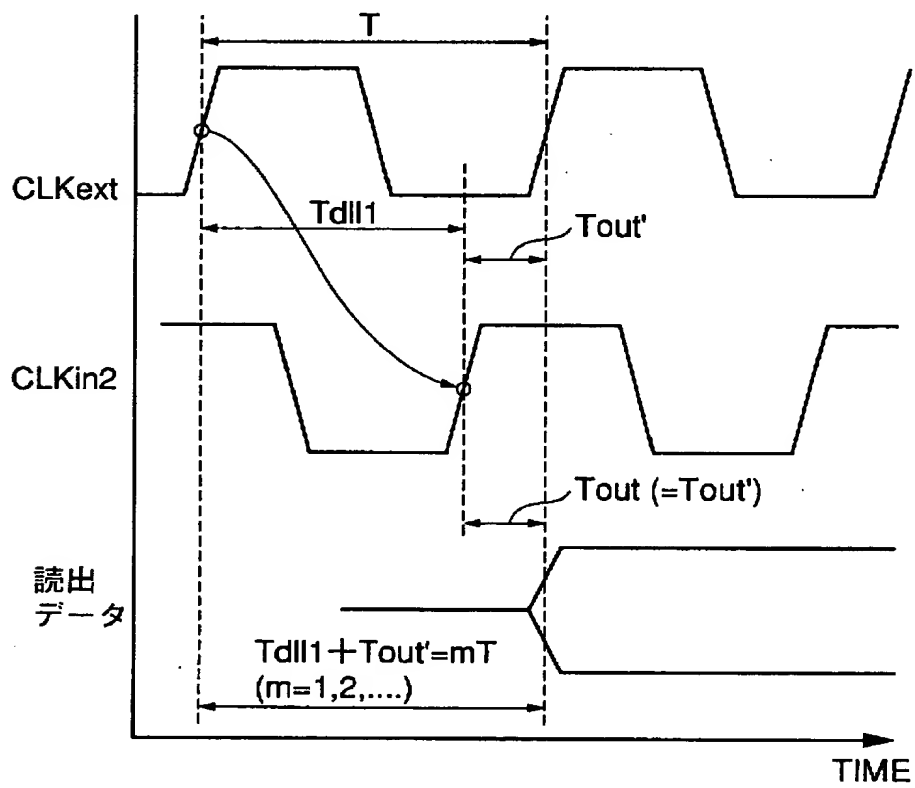 T
CLKext
Tdll1
Tout'
CLKin2
Tout (=Tout')
読出
データ
Tdll1+Tout'=mT
(m=1,2,....)
TIME